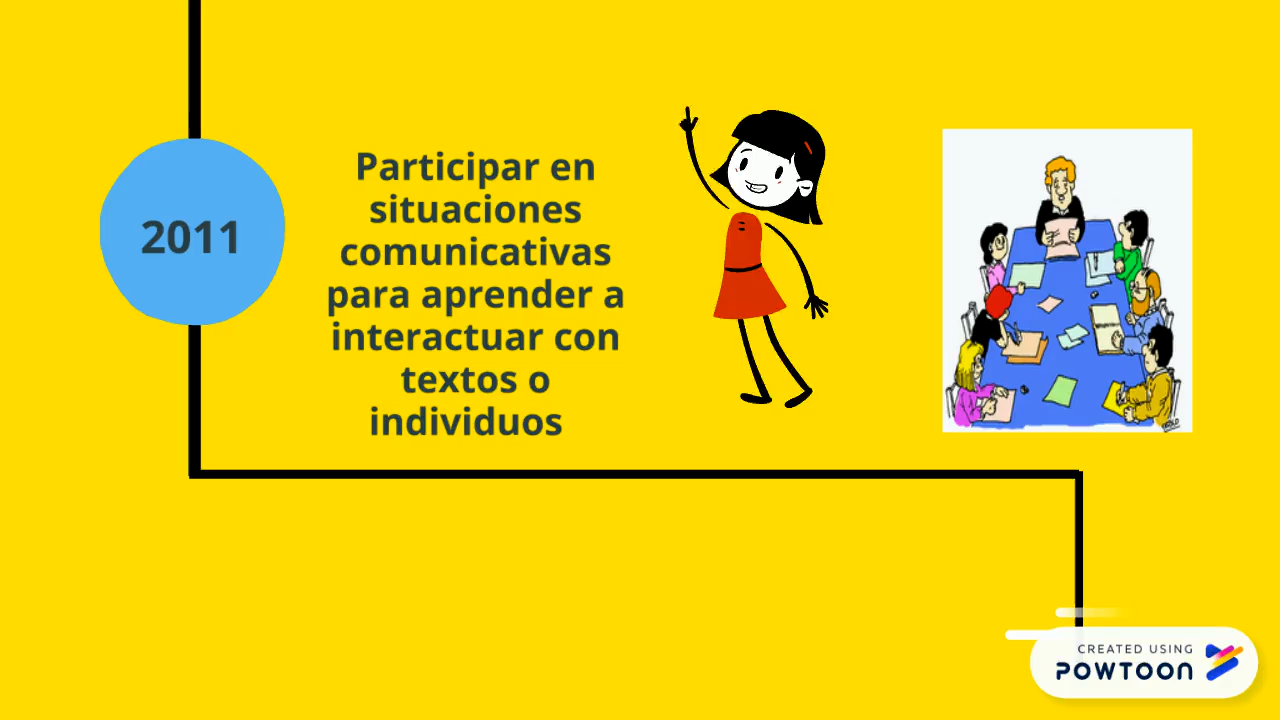 2011
Participar en
situaciones
comunicativas
para aprender a
interactuar con
textos o
individuos
CREATED USING
POWTOON